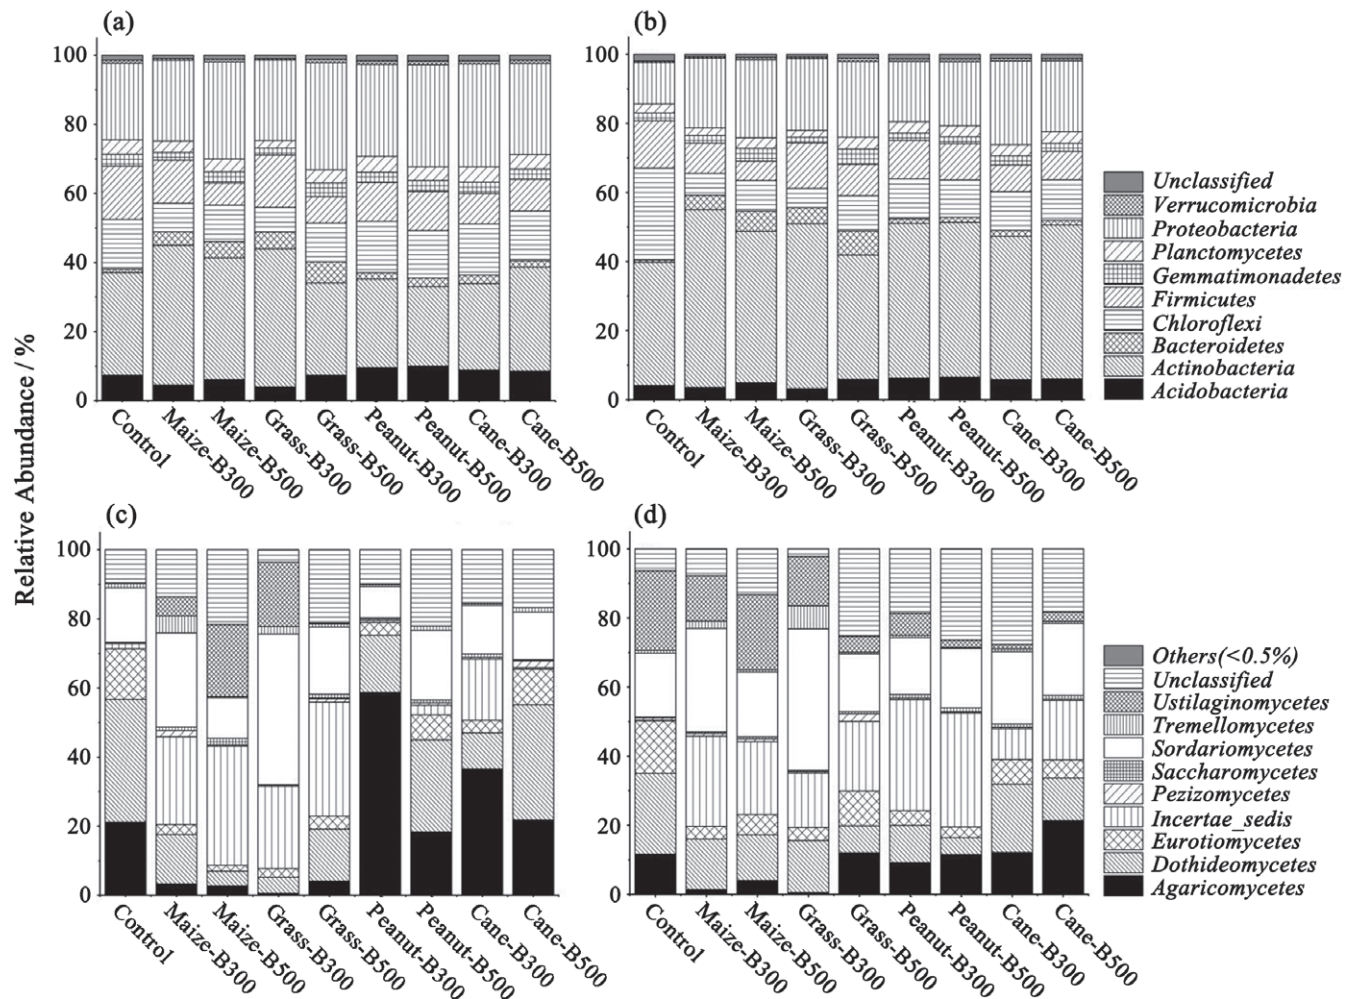 (a)
(b)
Relative Abundance / %
100
80
60
40
20
0
Control
Maize-B300
Maize-B500
Grass-B300
Grass-B500
Peanut-B300
Peanut-B500
Cane-B300
Cane-B500
100
80
60
40
20
0
Control
Maize-B300
Maize-B500
Grass-B300
Grass-B500
Peanut-B300
Peanut-B500
Cane-B300
Cane-B500
Unclassified
Verrucomicrobia
Proteobacteria
Planctomycetes
Gemmatimonadetes
Firmicutes
Chloroflexi
Bacteroidetes
Actinobacteria
Acidobacteria
(c)
(d)
100
80
60
40
20
0
Control
Maize-B300
Maize-B500
Grass-B300
Grass-B500
Peanut-B300
Peanut-B500
Cane-B300
Cane-B500
100
80
60
40
20
0
Control
Maize-B300
Maize-B500
Grass-B300
Grass-B500
Peanut-B300
Peanut-B500
Cane-B300
Cane-B500
Others(<0.5%)
Unclassified
Ustilaginomycetes
Tremellomycetes
Sordariomycetes
Saccharomycetes
Pezizomycetes
Incertae_sedis
Eurotiomycetes
Dothideomycetes
Agaricomycetes